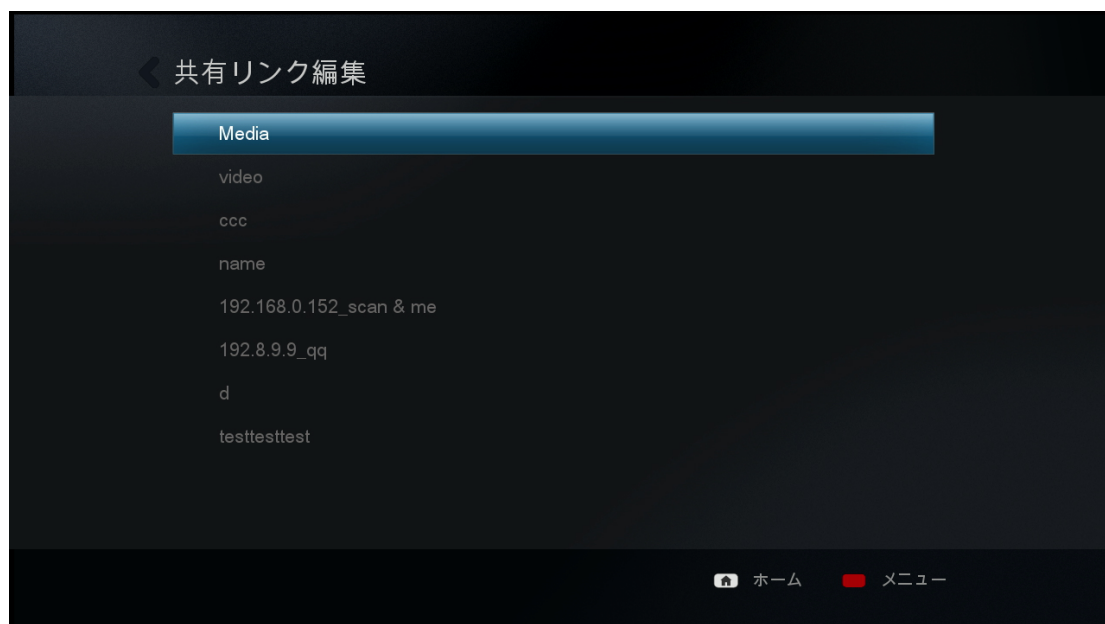 共有リンク編集
Media
video
ccc
name
192.168.0.152_scan & me
192.8.9.9_qq
d
testtesttest
ホーム メニュー